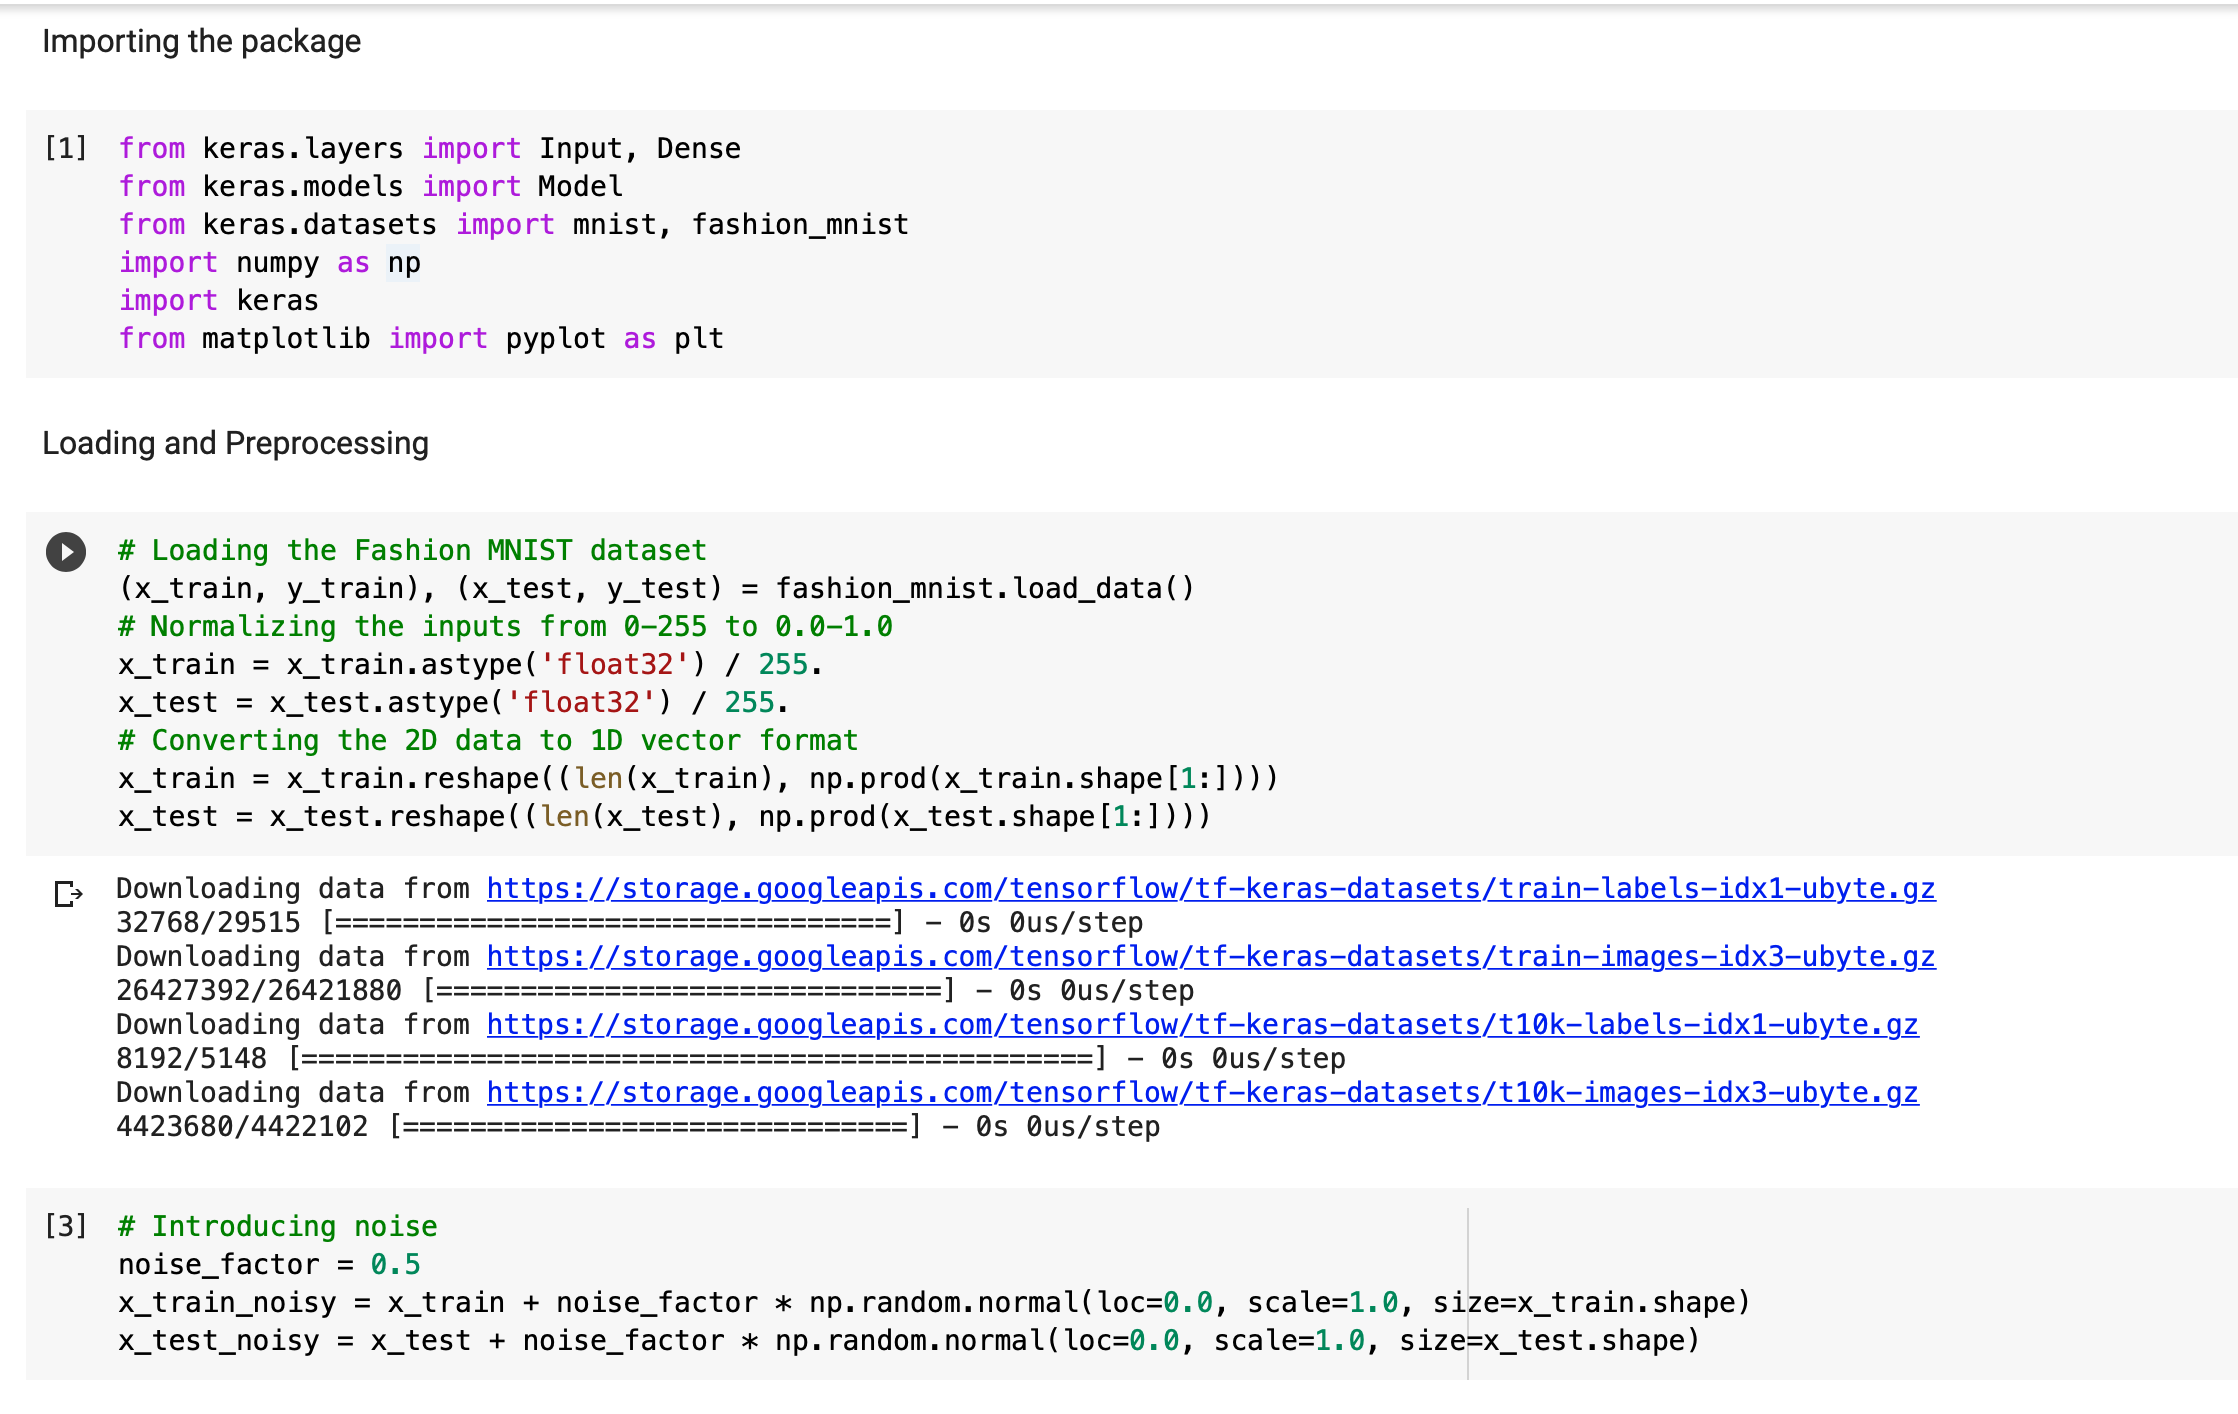 Importing the package
[1] from keras.layers import Input, Dense
from keras.models import Model
from keras.datasets import mnist, fashion_mnist
import numpy as np
import keras
from matplotlib import pyplot as plt
Loading and Preprocessing
# Loading the Fashion MNIST dataset
(x_train, y_train), (x_test, y_test) = fashion_mnist.load_data()
# Normalizing the inputs from 0-255 to 0.0-1.0
x_train = x_train.astype('float32') / 255.
x_test = x_test.astype('float32') / 255.
# Converting the 2D data to 1D vector format
x_train = x_train.reshape((len(x_train), np.prod(x_train.shape[1:])))
x_test = x_test.reshape((len(x_test), np.prod(x_test.shape[1:])))
Downloading data from https://storage.googleapis.com/tensorflow/tf-keras-datasets/train-labels-idx1-ubyte.gz
32768/29515 [=================================] - 0s 0us/step
Downloading data from https://storage.googleapis.com/tensorflow/tf-keras-datasets/train-images-idx3-ubyte.gz
26427392/26421880 [==============================] - 0s 0us/step
Downloading data from https://storage.googleapis.com/tensorflow/tf-keras-datasets/t10k-labels-idx1-ubyte.gz
8192/5148 [===============================================] - 0s 0us/step
Downloading data from https://storage.googleapis.com/tensorflow/tf-keras-datasets/t10k-images-idx3-ubyte.gz
4423680/4422102 [==============================] - 0s 0us/step
[3] # Introducing noise
noise_factor = 0.5
x_train_noisy = x_train + noise_factor * np.random.normal(loc=0.0, scale=1.0, size=x_train.shape)
x_test_noisy = x_test + noise_factor * np.random.normal(loc=0.0, scale=1.0, size=x_test.shape)